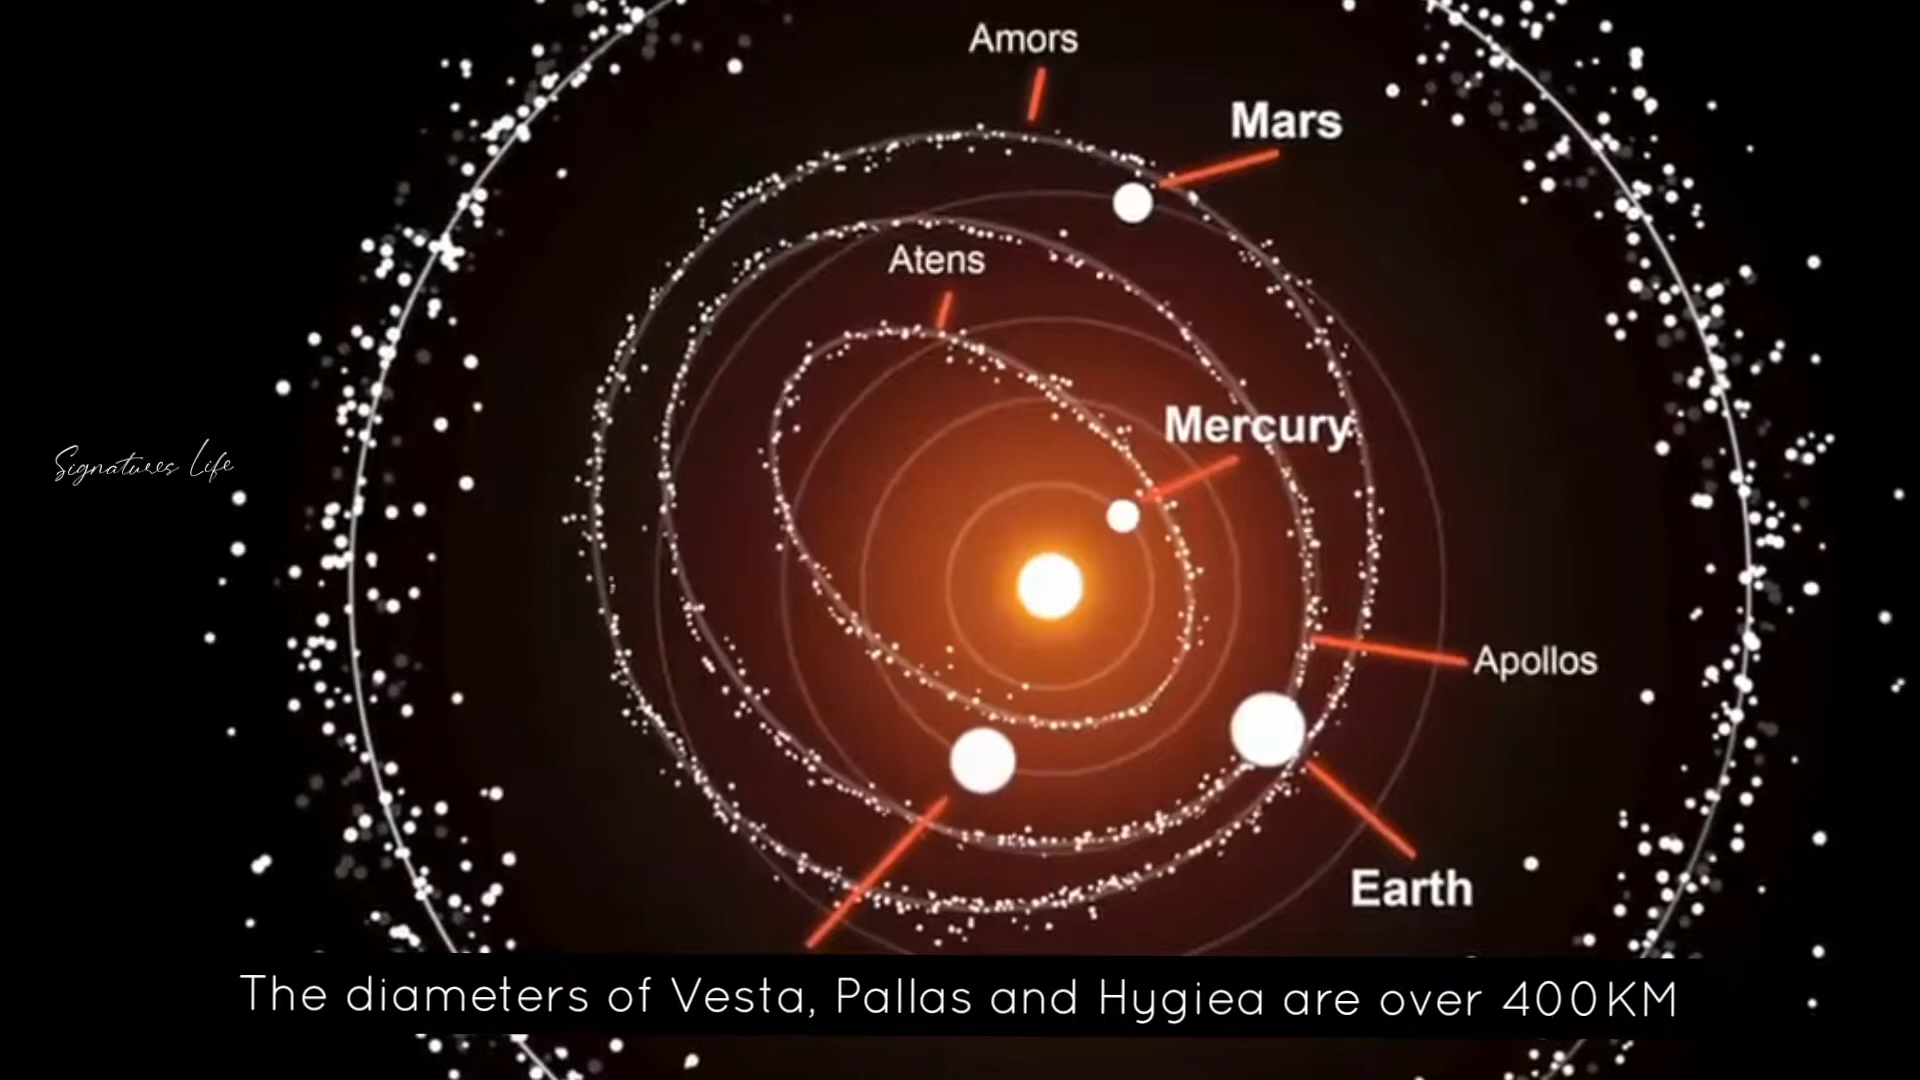 Amors
Mars
Atens
Mercury
Signatures Life
Apollos
Earth
The diameters of Vesta, Pallas and Hygiea are over 400KM